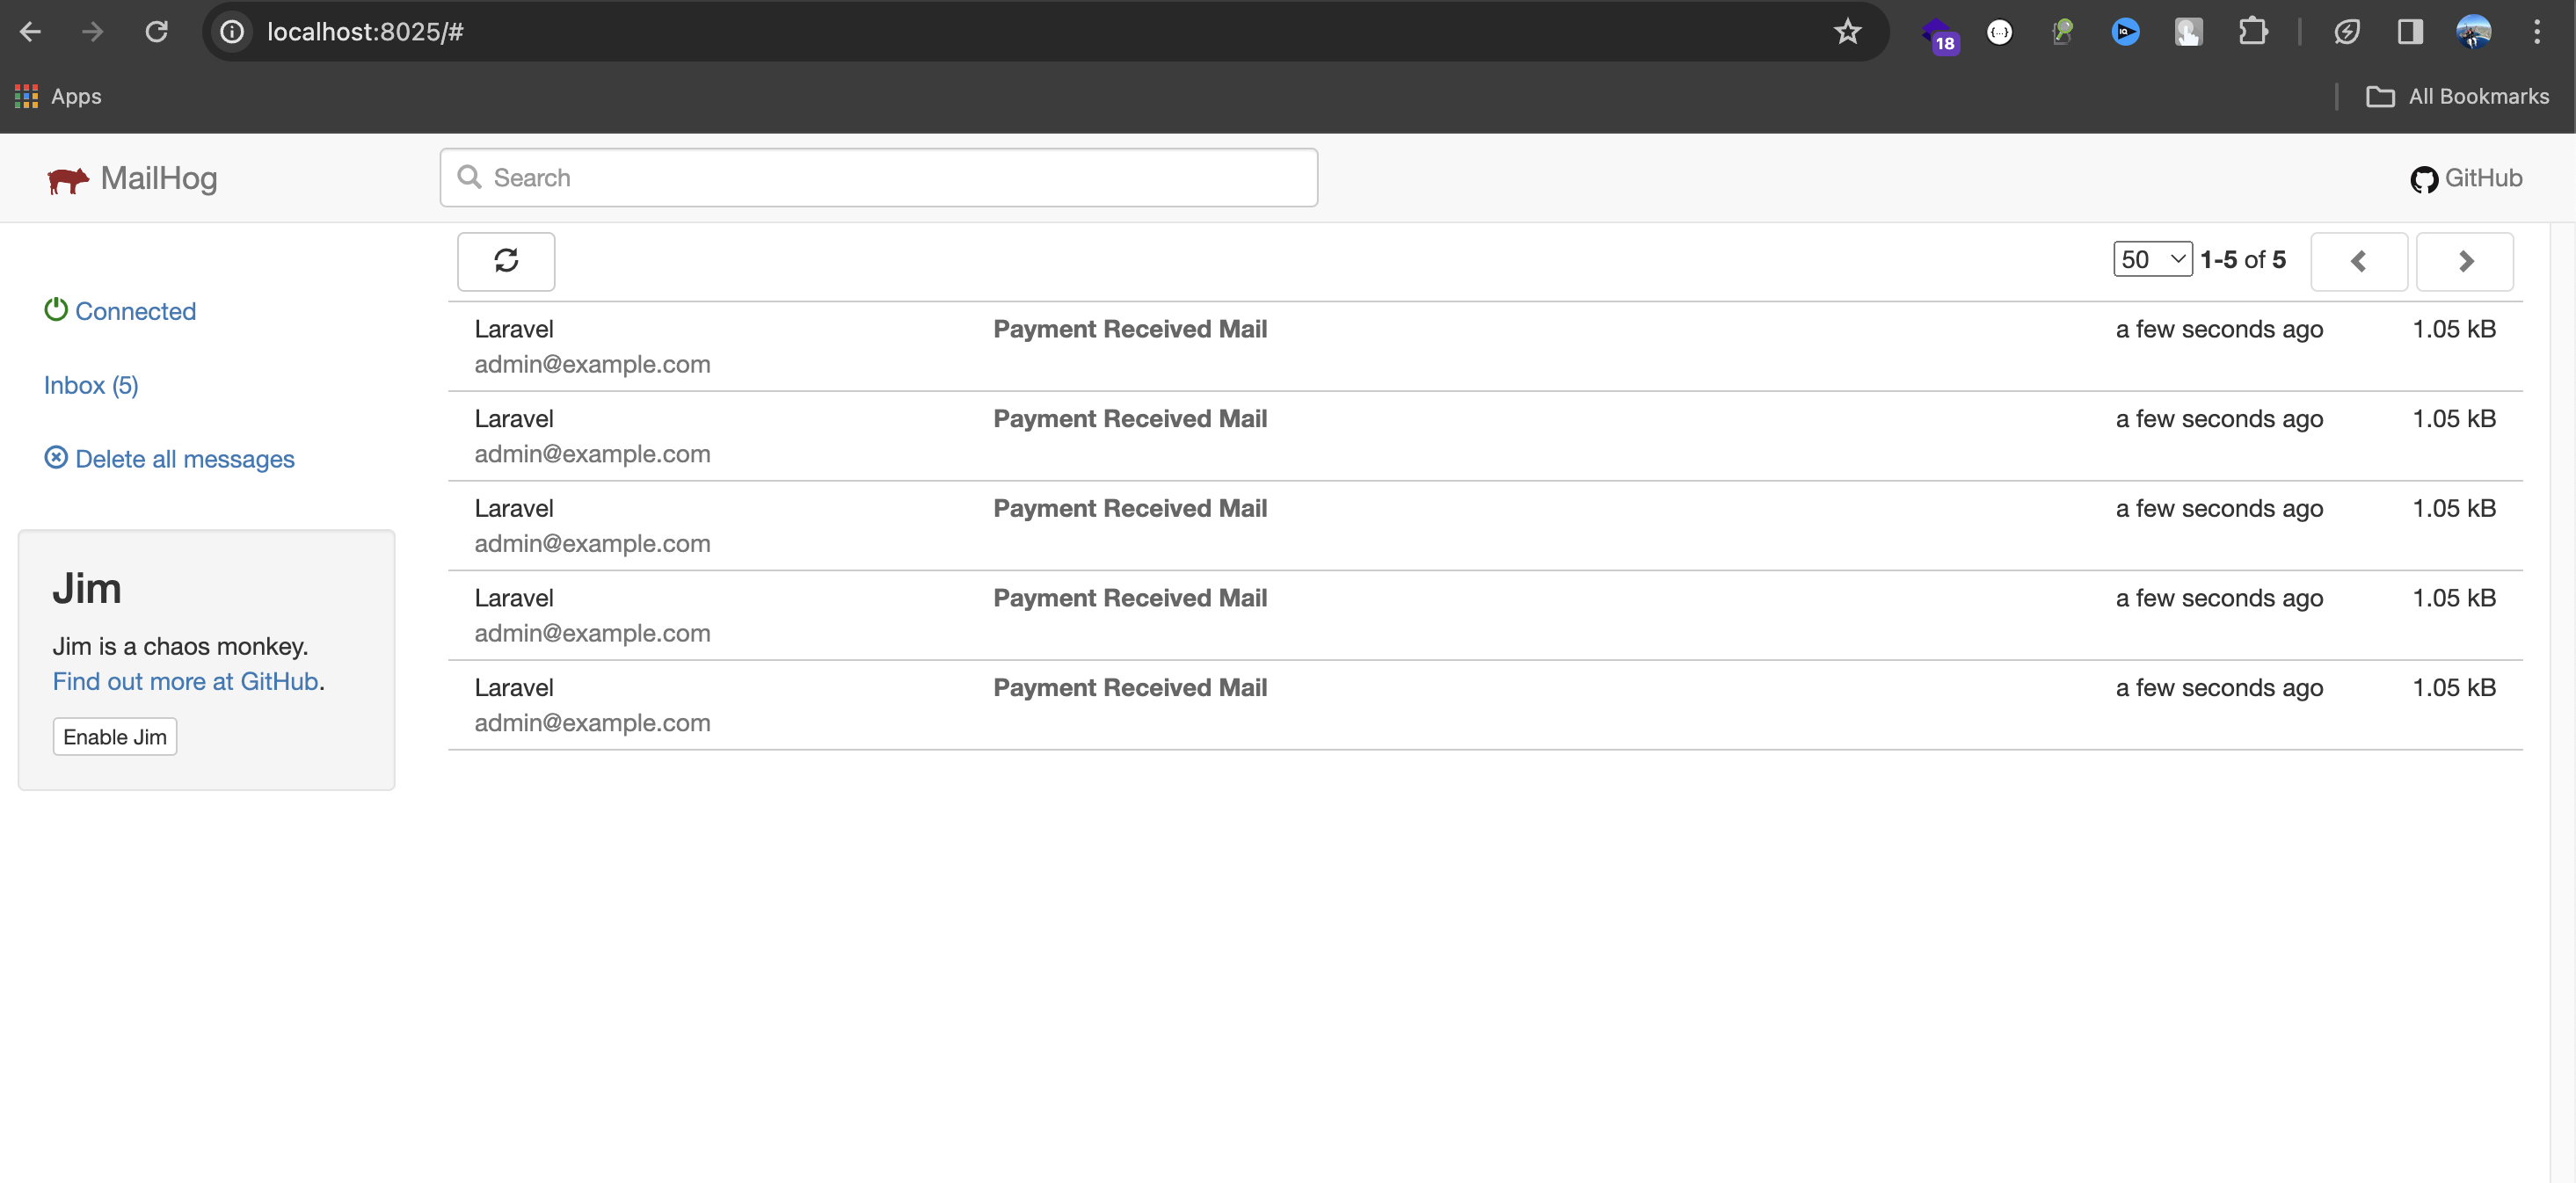 localhost:8025/#
18
Apps
All Bookmarks
MailHog
Search
GitHub
50 1-5 of 5
Connected
Inbox (5)
Delete all messages
Jim
Jim is a chaos monkey.
Find out more at GitHub.
Enable Jim
Laravel Payment Received Mail a few seconds ago 1.05 kB
admin@example.com
Laravel Payment Received Mail a few seconds ago 1.05 kB
admin@example.com
Laravel Payment Received Mail a few seconds ago 1.05 kB
admin@example.com
Laravel Payment Received Mail a few seconds ago 1.05 kB
admin@example.com
Laravel Payment Received Mail a few seconds ago 1.05 kB
admin@example.com